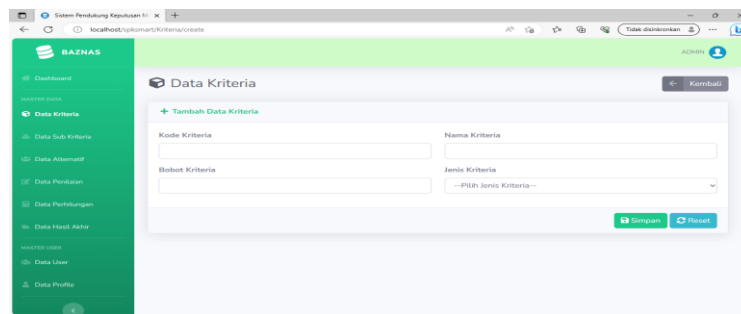 Sistem Pendukung Keputusan M
localhost/spksmart/Kriteria/create
Tidak disinkronkan
BAZNAS
ADMIN
Dashboard
Data Kriteria
Kembali
MASTER DATA
Data Kriteria
Tambah Data Kriteria
Data Sub Kriteria
Kode Kriteria
Nama Kriteria
Data Alternatif
Bobot Kriteria
Jenis Kriteria
Data Penilaian
--Pilih Jenis Kriteria--
Data Perhitungan
Simpan
Reset
Data Hasil Akhir
MASTER USER
Data User
Data Profile